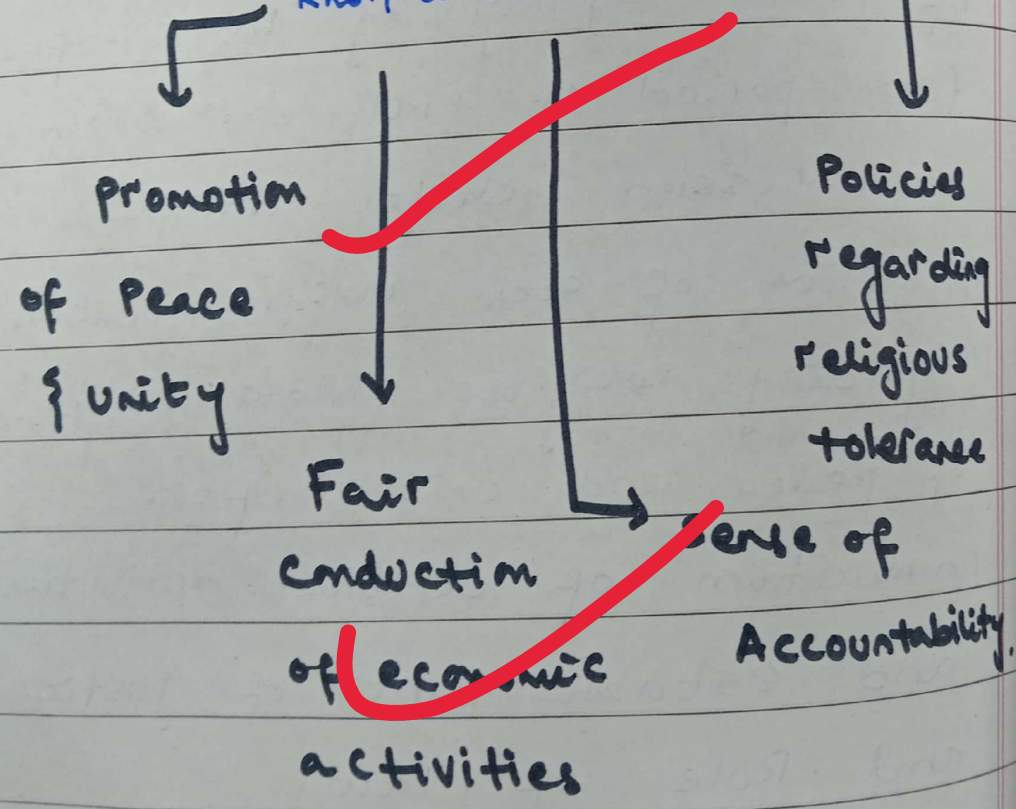 Promotion
of Peace
& unity
Fair
conduction
of economic
activities
Sense of
Accountability.
Policies
regarding
religious
tolerance